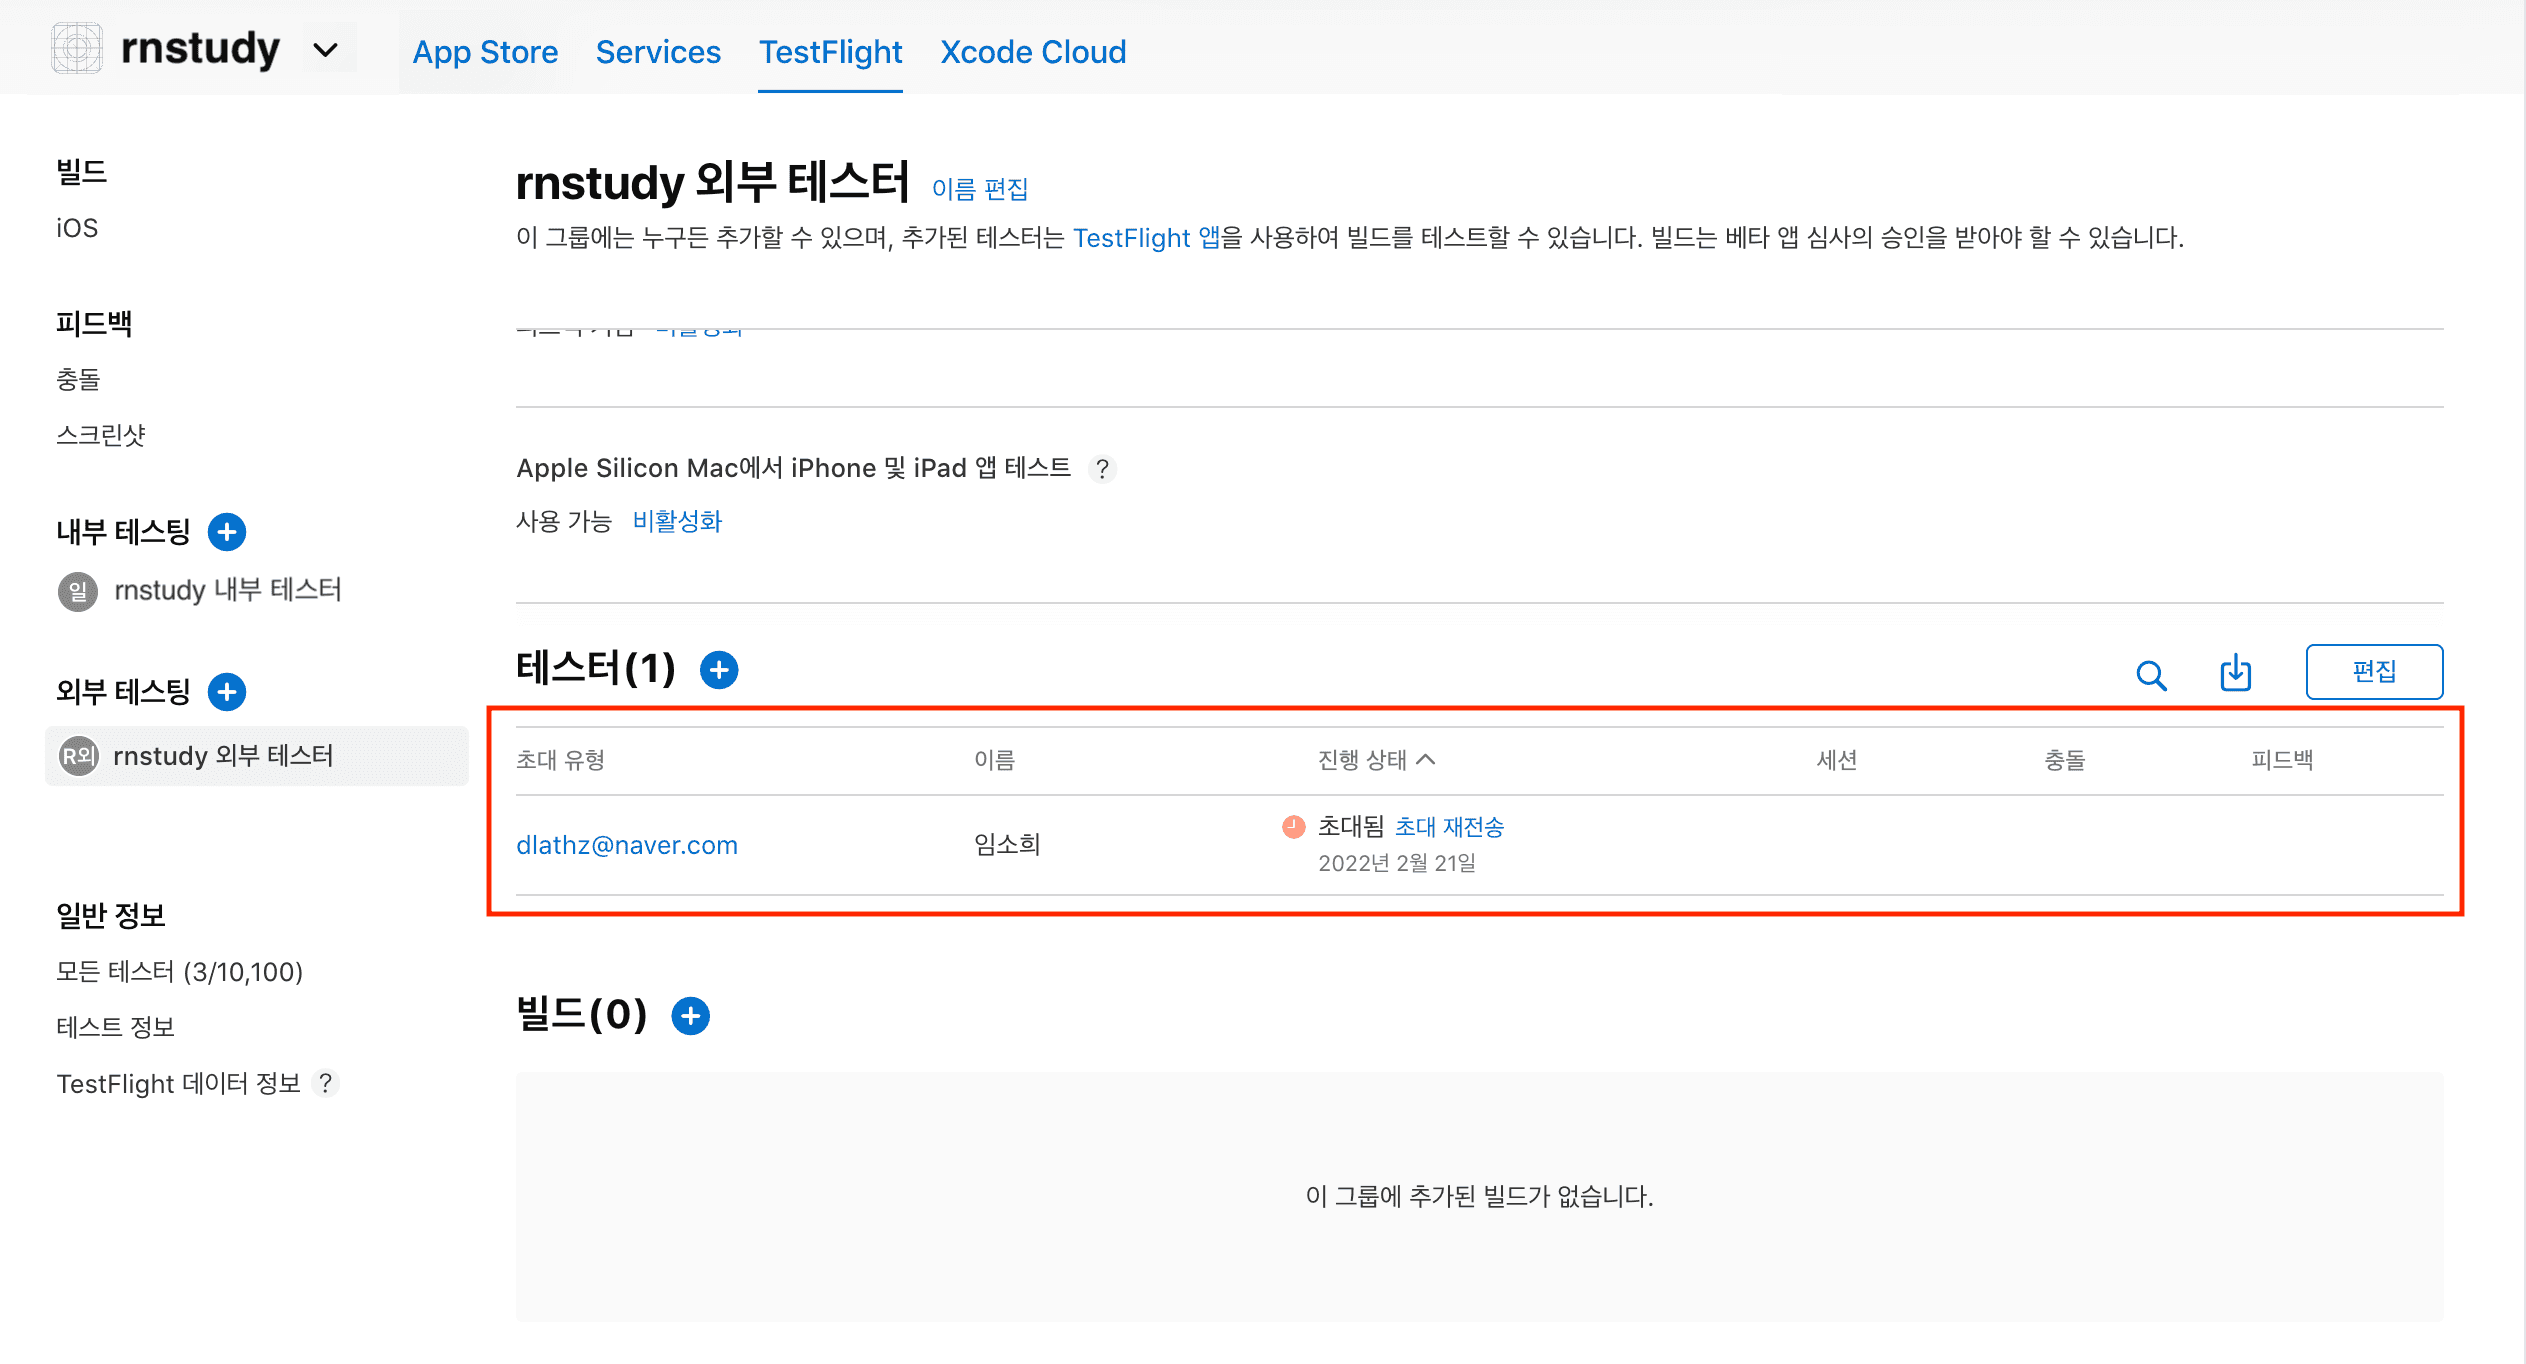 rnstudy
App Store Services TestFlight Xcode Cloud
빌드
iOS
피드백
충돌
스크린샷
내부 테스팅
일 rnstudy 내부 테스터
외부 테스팅
R외 rnstudy 외부 테스터
일반 정보
모든 테스터 (3/10,100)
테스트 정보
TestFlight 데이터 정보 ?
rnstudy 외부 테스터 이름 편집
이 그룹에는 누구든 추가할 수 있으며, 추가된 테스터는 TestFlight 앱을 사용하여 빌드를 테스트할 수 있습니다. 빌드는 베타 앱 심사의 승인을 받아야 할 수 있습니다.
Apple Silicon Mac에서 iPhone 및 iPad 앱 테스트 ?
사용 가능 비활성화
테스터(1)
편집
초대 유형 이름 진행 상태 세션 충돌 피드백
dlathz@naver.com 임소희 초대됨 초대 재전송
2022년 2월 21일
빌드(0)
이 그룹에 추가된 빌드가 없습니다.